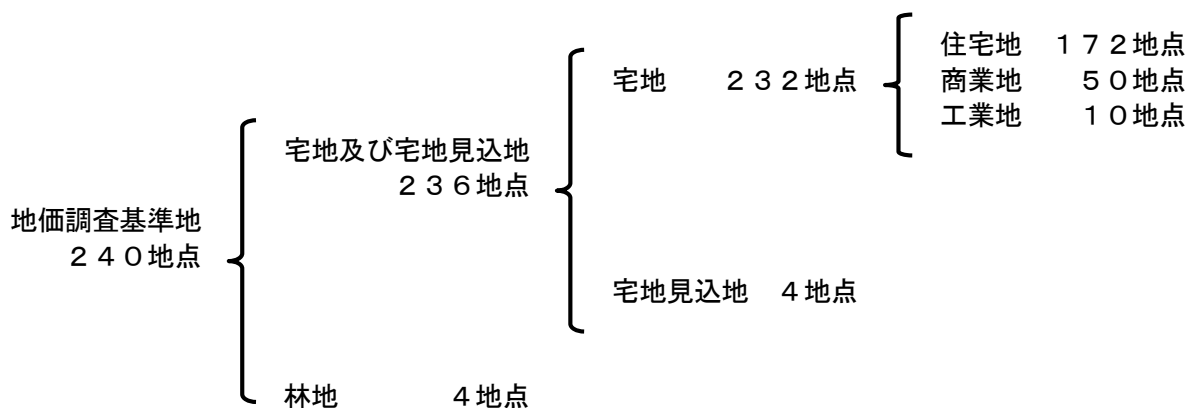 地価調査基準地
２４０地点
宅地及び宅地見込地
２３６地点
宅地　　２３２地点
住宅地　１７２地点
商業地　　５０地点
工業地　　１０地点
宅地見込地　４地点
林地　　　　４地点